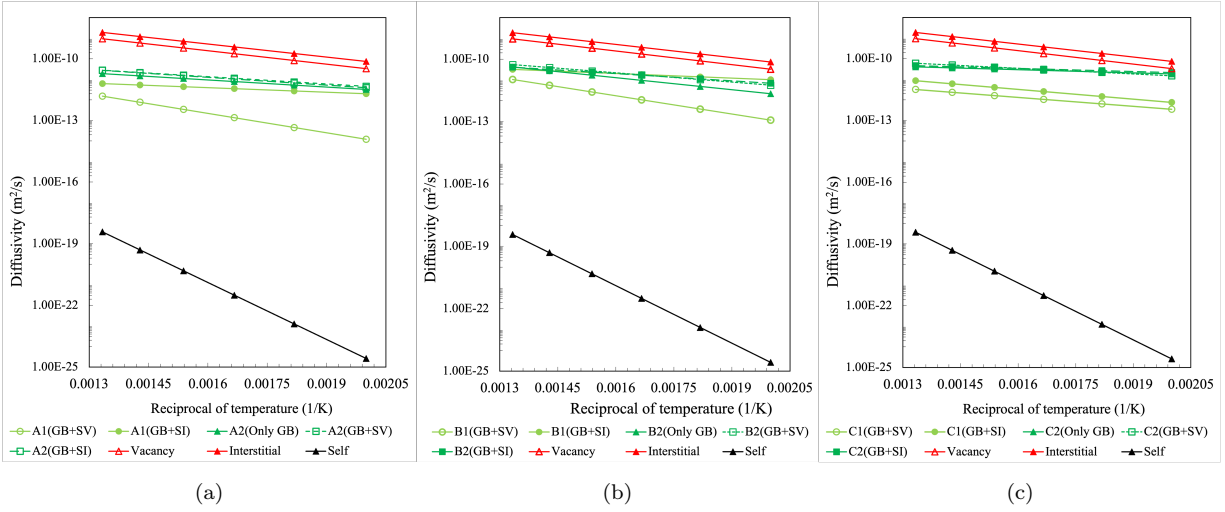 1.00E-10
1.00E-13
1.00E-16
1.00E-19
1.00E-22
1.00E-25
Diffusivity (m²/s)
0.0013 0.00145 0.0016 0.00175 0.0019 0.00205
Reciprocal of temperature (1/K)
A1(GB+SV) A1(GB+SI) A2(Only GB) A2(GB+SV)
A2(GB+SI) Vacancy Interstitial Self
(a)
1.00E-10
1.00E-13
1.00E-16
1.00E-19
1.00E-22
1.00E-25
Diffusivity (m²/s)
0.0013 0.00145 0.0016 0.00175 0.0019 0.00205
Reciprocal of temperature (1/K)
B1(GB+SV) B1(GB+SI) B2(Only GB) B2(GB+SV)
B2(GB+SI) Vacancy Interstitial Self
(b)
1.00E-10
1.00E-13
1.00E-16
1.00E-19
1.00E-22
1.00E-25
Diffusivity (m²/s)
0.0013 0.00145 0.0016 0.00175 0.0019 0.00205
Reciprocal of temperature (1/K)
C1(GB+SV) C1(GB+SI) C2(Only GB) C2(GB+SV)
C2(GB+SI) Vacancy Interstitial Self
(c)